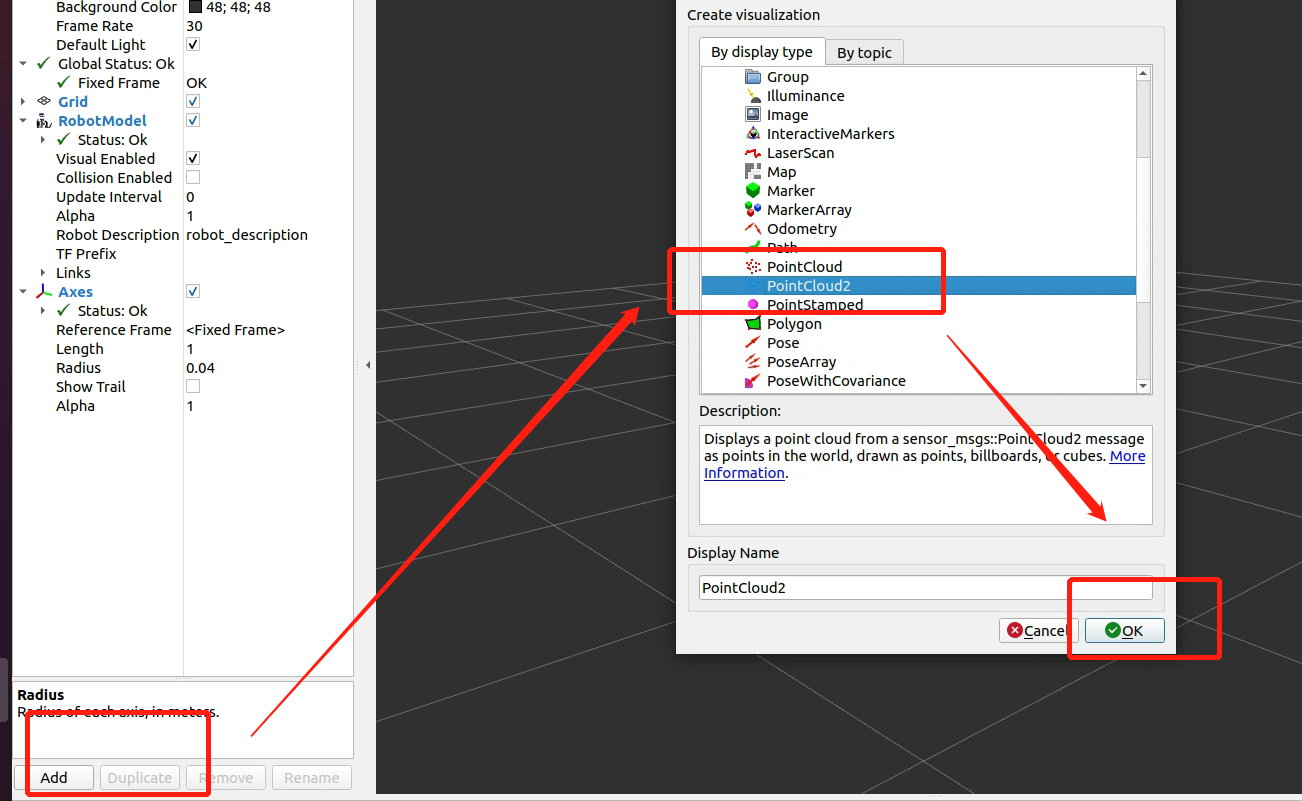 Background Color 48; 48; 48
Frame Rate 30
Default Light
Global Status: Ok
Fixed Frame OK
Grid
RobotModel
Status: Ok
Visual Enabled
Collision Enabled
Update Interval 0
Alpha 1
Robot Description robot_description
TF Prefix
Links
Axes
Status: Ok
Reference Frame <Fixed Frame>
Length 1
Radius 0.04
Show Trail
Alpha 1
Radius
Radius of each axis, in meters.
Add Duplicate Remove Rename
Create visualization
By display type By topic
Group
Illuminance
Image
InteractiveMarkers
LaserScan
Map
Marker
MarkerArray
Odometry
Path
PointCloud
PointCloud2
PointStamped
Polygon
Pose
PoseArray
PoseWithCovariance
Description:
Displays a point cloud from a sensor_msgs::PointCloud2 message
as points in the world, drawn as points, billboards, or cubes. More
Information.
Display Name
PointCloud2
Cancel OK